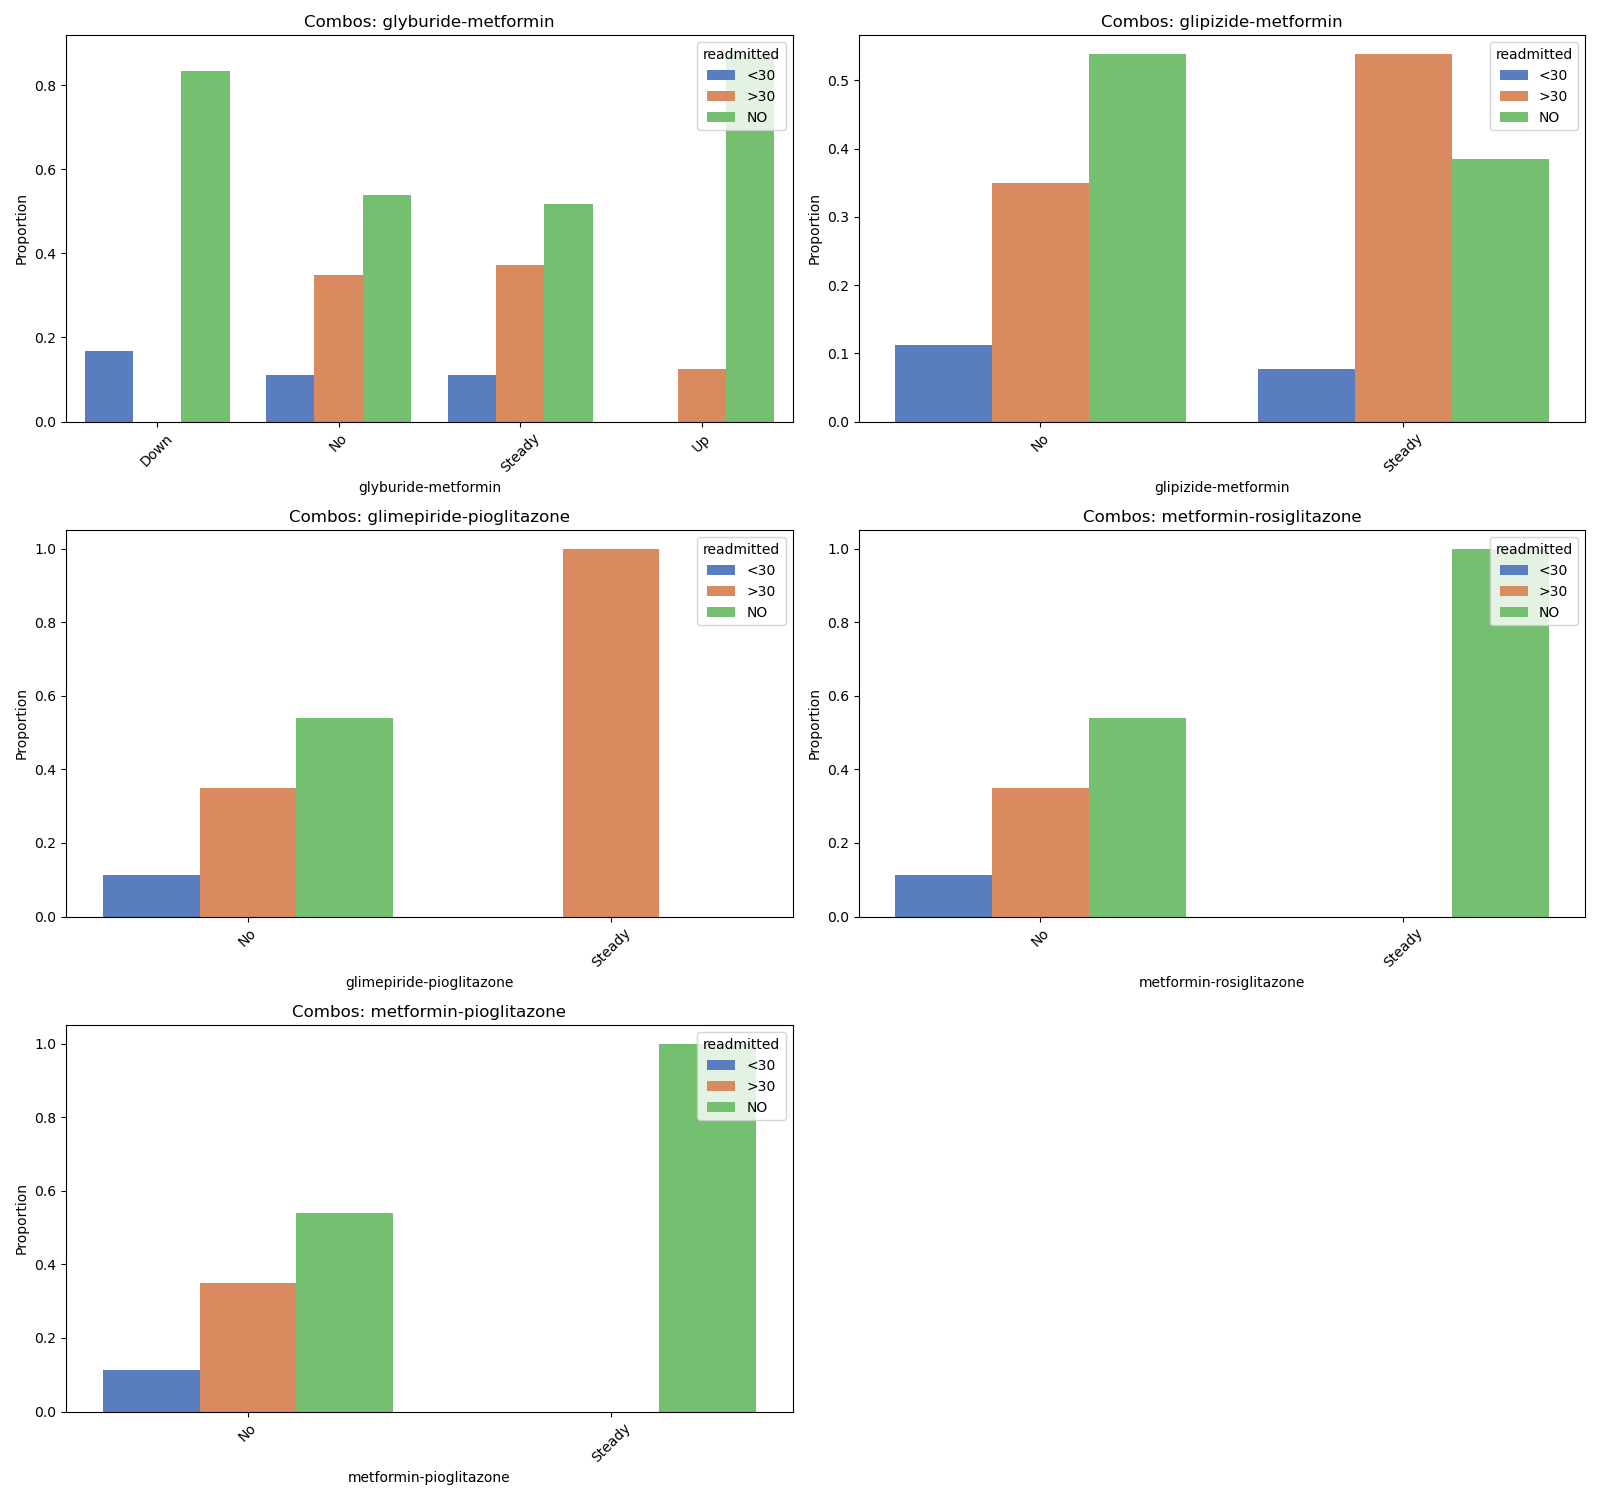 Combos: glyburide-metformin
Proportion
0.8
0.6
0.4
0.2
0.0
readmitted
<30
>30
NO
Down
No
Steady
Up
glyburide-metformin
Combos: glipizide-metformin
Proportion
0.5
0.4
0.3
0.2
0.1
0.0
readmitted
<30
>30
NO
No
Steady
glipizide-metformin
Combos: glimepiride-pioglitazone
Proportion
1.0
0.8
0.6
0.4
0.2
0.0
readmitted
<30
>30
NO
No
Steady
glimepiride-pioglitazone
Combos: metformin-rosiglitazone
Proportion
1.0
0.8
0.6
0.4
0.2
0.0
readmitted
<30
>30
NO
No
Steady
metformin-rosiglitazone
Combos: metformin-pioglitazone
Proportion
1.0
0.8
0.6
0.4
0.2
0.0
readmitted
<30
>30
NO
No
Steady
metformin-pioglitazone